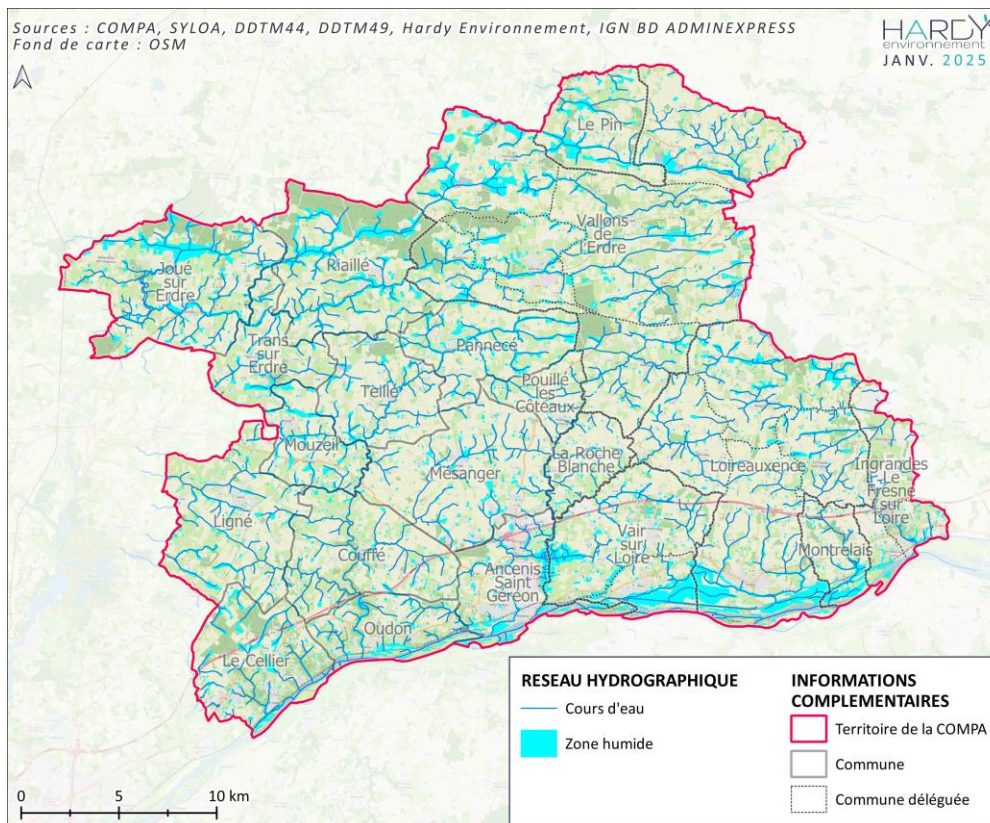 Sources : COMPA, SYLOA, DDTM44, DDTM49, Hardy Environnement, IGN BD ADMINEXPRESS
Fond de carte : OSM
HARDY
environnement
JANV. 2025
Le Pin
Vallons
de
L'Erdre
Riaillé
Joué
sur
Erdre
Trans
sur
Erdre
Pannecé
Teillé
Pouillé
les
Côteaux
Mouzeil
La Roche
Blanche
Mésanger
Loireauxence
Ingrandes
-Le
Fresne
sur
Loire
Ligné
Couffé
Vair
sur
Loire
Montrelais
Ancenis
Saint
Géréon
Oudon
Le Cellier
RESEAU HYDROGRAPHIQUE
Cours d'eau
Zone humide
INFORMATIONS
COMPLEMENTAIRES
Territoire de la COMPA
Commune
Commune déléguée
0 5 10 km